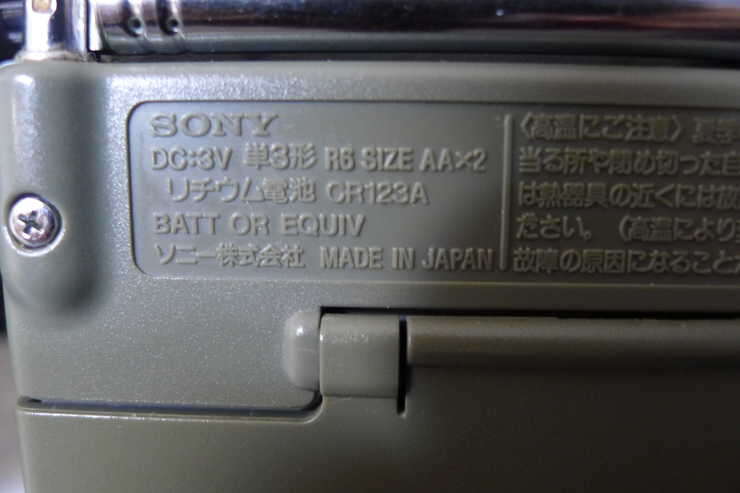 SONY
DC:3V 単3形 R6 SIZE AA×2
リチウム電池 CR123A
BATT OR EQUIV
ソニー株式会社 MADE IN JAPAN
〈高温にご注意〉
当る所や閉め切った自
は熱器具の近くには放
ださい。（高温により
故障の原因になること